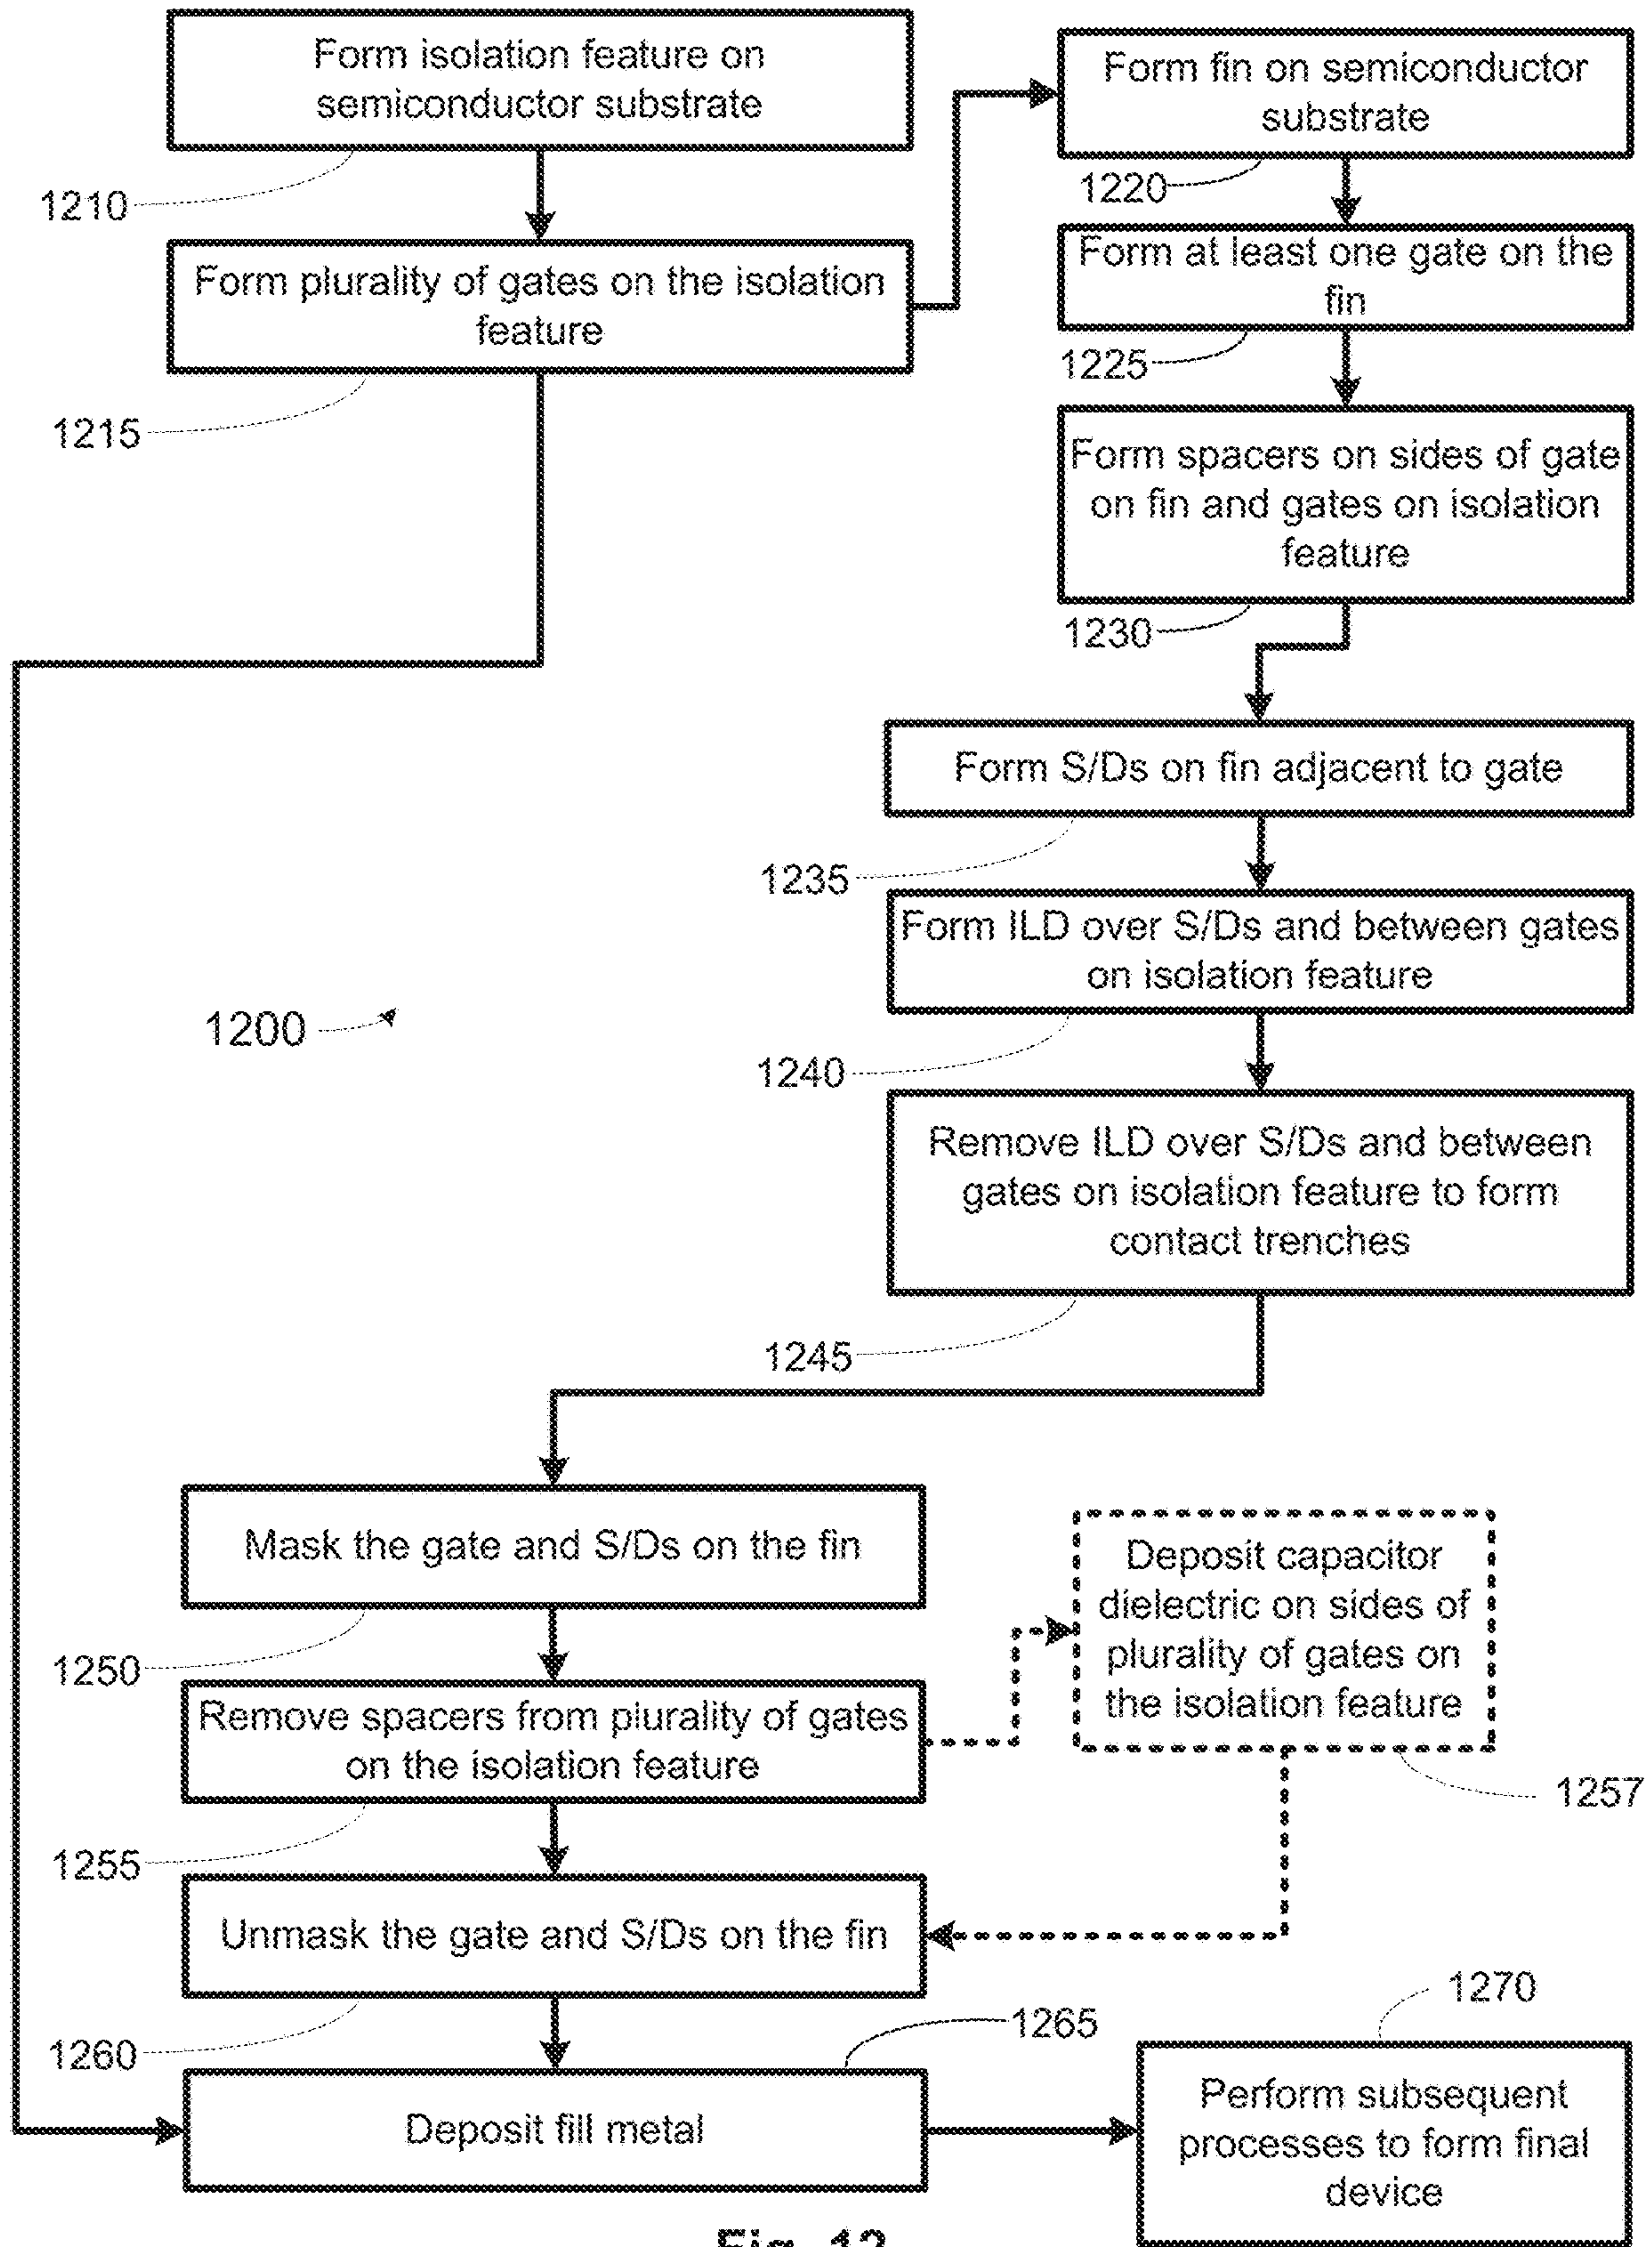 Form isolation feature on
semiconductor substrate
1210
Form plurality of gates on the isolation
feature
1215
Form fin on semiconductor
substrate
1220
Form at least one gate on the
fin
1225
Form spacers on sides of gate
on fin and gates on isolation
feature
1230
Form S/Ds on fin adjacent to gate
1235
Form ILD over S/Ds and between gates
on isolation feature
1240
1200
Remove ILD over S/Ds and between
gates on isolation feature to form
contact trenches
1245
Mask the gate and S/Ds on the fin
1250
Remove spacers from plurality of gates
on the isolation feature
1255
Deposit capacitor
dielectric on sides of
plurality of gates on
the isolation feature
1257
Unmask the gate and S/Ds on the fin
1260
1265
Deposit fill metal
1270
Perform subsequent
processes to form final
device
Fig. 12